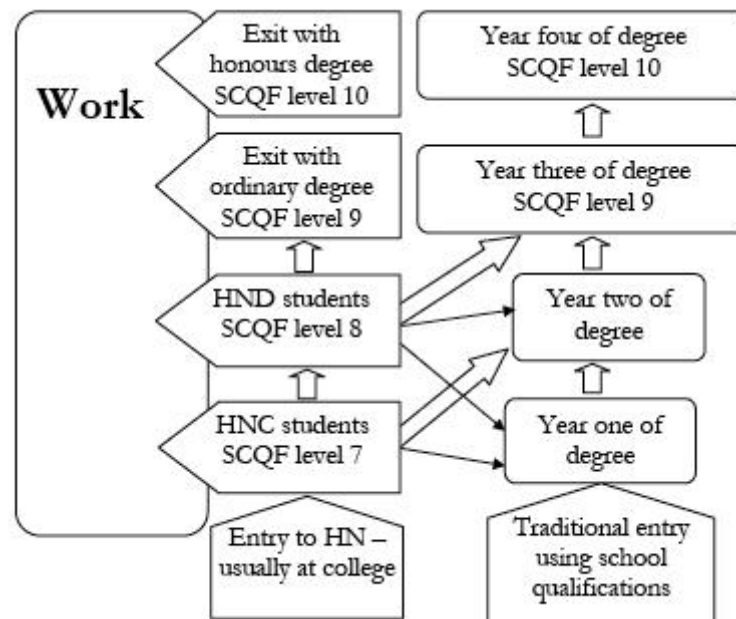 Work
Exit with
honours degree
SCQF level 10
Year four of degree
SCQF level 10
Exit with
ordinary degree
SCQF level 9
Year three of degree
SCQF level 9
HND students
SCQF level 8
Year two of
degree
HNC students
SCQF level 7
Year one of
degree
Entry to HN –
usually at college
Traditional entry
using school
qualifications